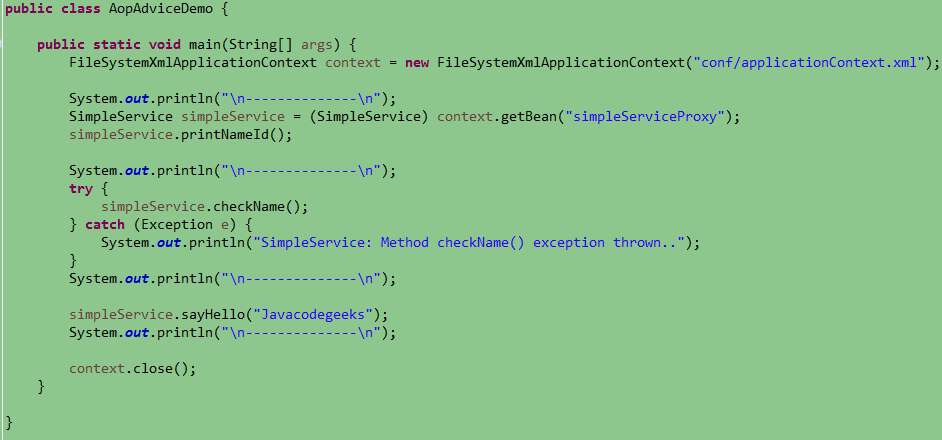 public class AopAdviceDemo {
public static void main(String[] args) {
FileSystemXmlApplicationContext context = new FileSystemXmlApplicationContext("conf/applicationContext.xml");
System.out.println("\n--------------\n");
SimpleService simpleService = (SimpleService) context.getBean("simpleServiceProxy");
simpleService.printNameId();
System.out.println("\n--------------\n");
try {
simpleService.checkName();
} catch (Exception e) {
System.out.println("SimpleService: Method checkName() exception thrown..");
}
System.out.println("\n--------------\n");
simpleService.sayHello("Javacodegeeks");
System.out.println("\n--------------\n");
context.close();
}
}